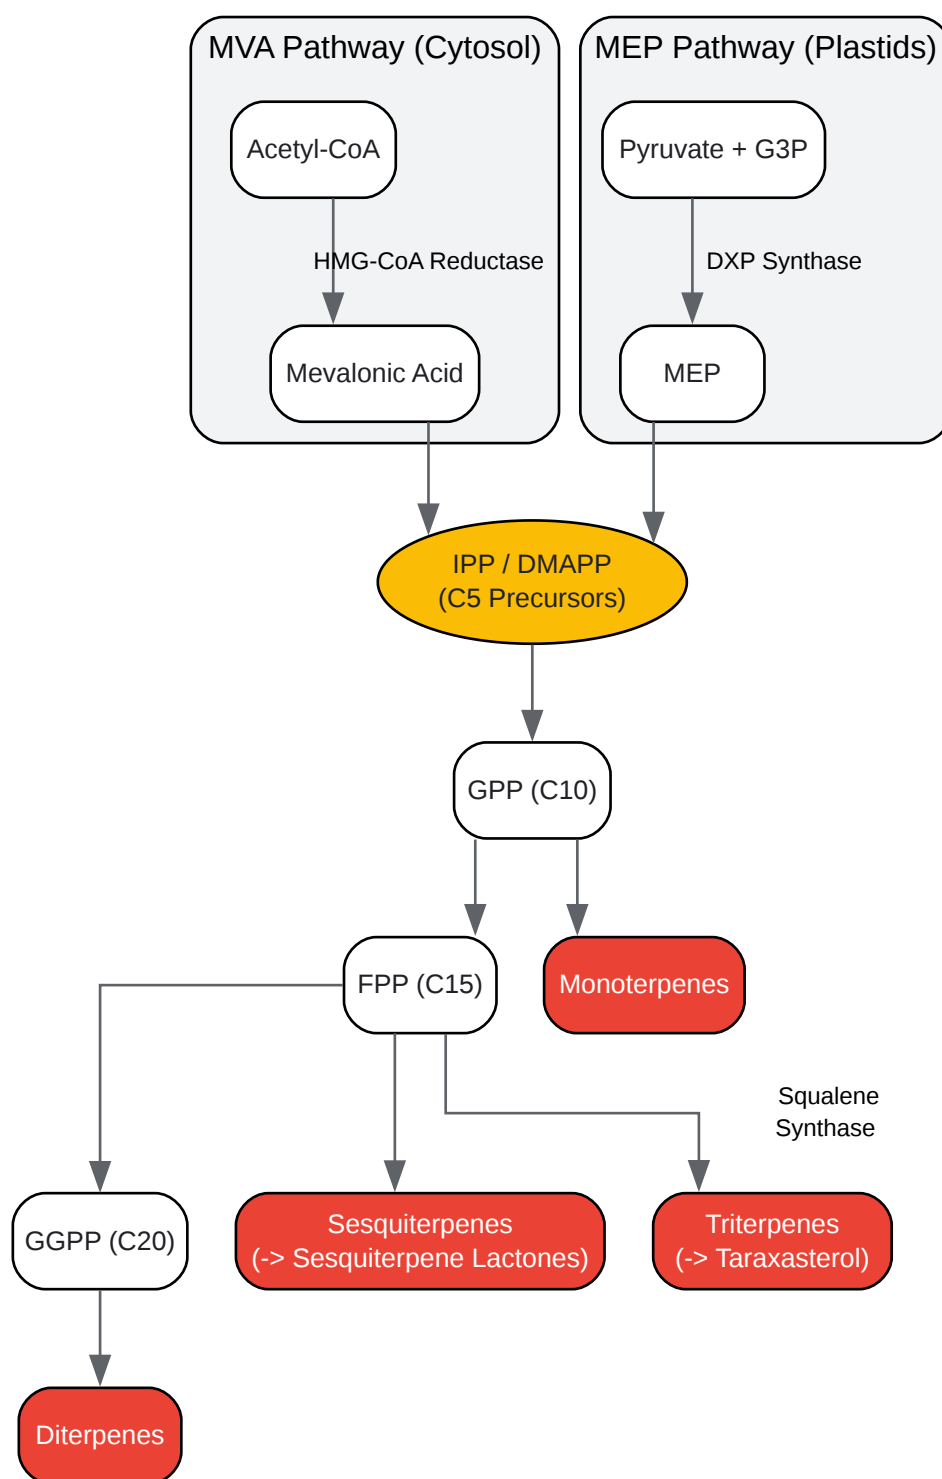 MVA Pathway (Cytosol)
MEP Pathway (Plastids)
Acetyl-CoA
Pyruvate + G3P
HMG-CoA Reductase
DXP Synthase
Mevalonic Acid
MEP
IPP / DMAPP
(C5 Precursors)
GPP (C10)
FPP (C15)
Monoterpenes
Squalene
Synthase
GGPP (C20)
Sesquiterpenes
(-> Sesquiterpene Lactones)
Triterpenes
(-> Taraxasterol)
Diterpenes